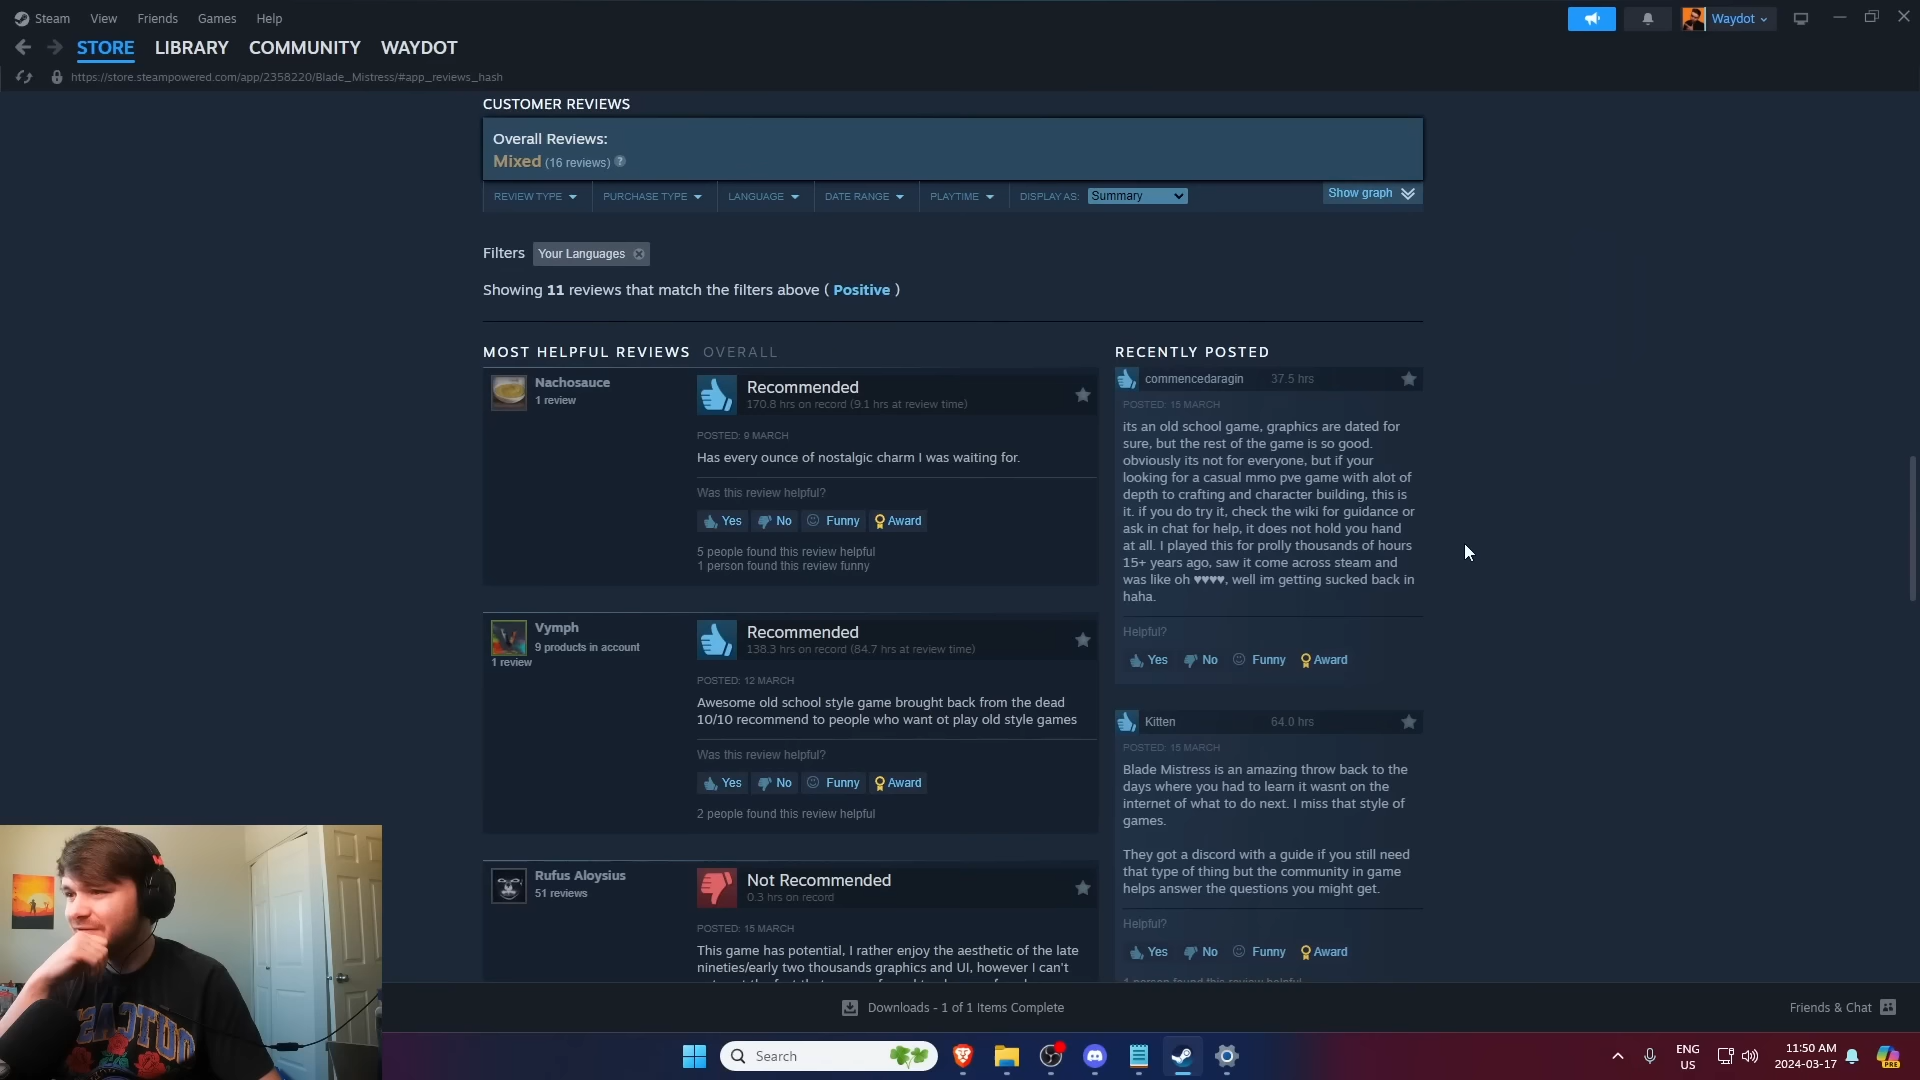 Steam View Friends Games Help
Waydot
STORE LIBRARY COMMUNITY WAYDOT
https://store.steampowered.com/app/2358220/Blade_Mistress/#app_reviews_hash
CUSTOMER REVIEWS
Overall Reviews:
Mixed (16 reviews) ?
REVIEW TYPE PURCHASE TYPE LANGUAGE DATE RANGE PLAYTIME DISPLAY AS: Summary
Show graph
Filters Your Languages
Showing 11 reviews that match the filters above ( Positive )
MOST HELPFUL REVIEWS OVERALL
Nachosauce
1 review
Recommended
170.8 hrs on record (9.1 hrs at review time)
POSTED: 9 MARCH
Has every ounce of nostalgic charm I was waiting for.
Was this review helpful?
Yes No Funny Award
5 people found this review helpful
1 person found this review funny
Vymph
9 products in account
1 review
Recommended
138.3 hrs on record (84.7 hrs at review time)
POSTED: 12 MARCH
Awesome old school style game brought back from the dead
10/10 recommend to people who want ot play old style games
Was this review helpful?
Yes No Funny Award
2 people found this review helpful
Rufus Aloysius
51 reviews
Not Recommended
0.3 hrs on record
POSTED: 15 MARCH
This game has potential, I rather enjoy the aesthetic of the late
nineties/early two thousands graphics and UI, however I can't
RECENTLY POSTED
commencedaragin 37.5 hrs
POSTED: 15 MARCH
its an old school game, graphics are dated for
sure, but the rest of the game is so good.
obviously its not for everyone, but if your
looking for a casual mmo pve game with alot of
depth to crafting and character building, this is
it. if you do try it, check the wiki for guidance or
ask in chat for help, it does not hold you hand
at all. I played this for prolly thousands of hours
15+ years ago, saw it come across steam and
was like oh ♥♥♥♥, well im getting sucked back in
haha.
Helpful?
Yes No Funny Award
Kitten 64.0 hrs
POSTED: 15 MARCH
Blade Mistress is an amazing throw back to the
days where you had to learn it wasnt on the
internet of what to do next. I miss that style of
games.
They got a discord with a guide if you still need
that type of thing but the community in game
helps answer the questions you might get.
Helpful?
Yes No Funny Award
Downloads - 1 of 1 Items Complete
Friends & Chat
Search
ENG
US
11:50 AM
2024-03-17
PRE